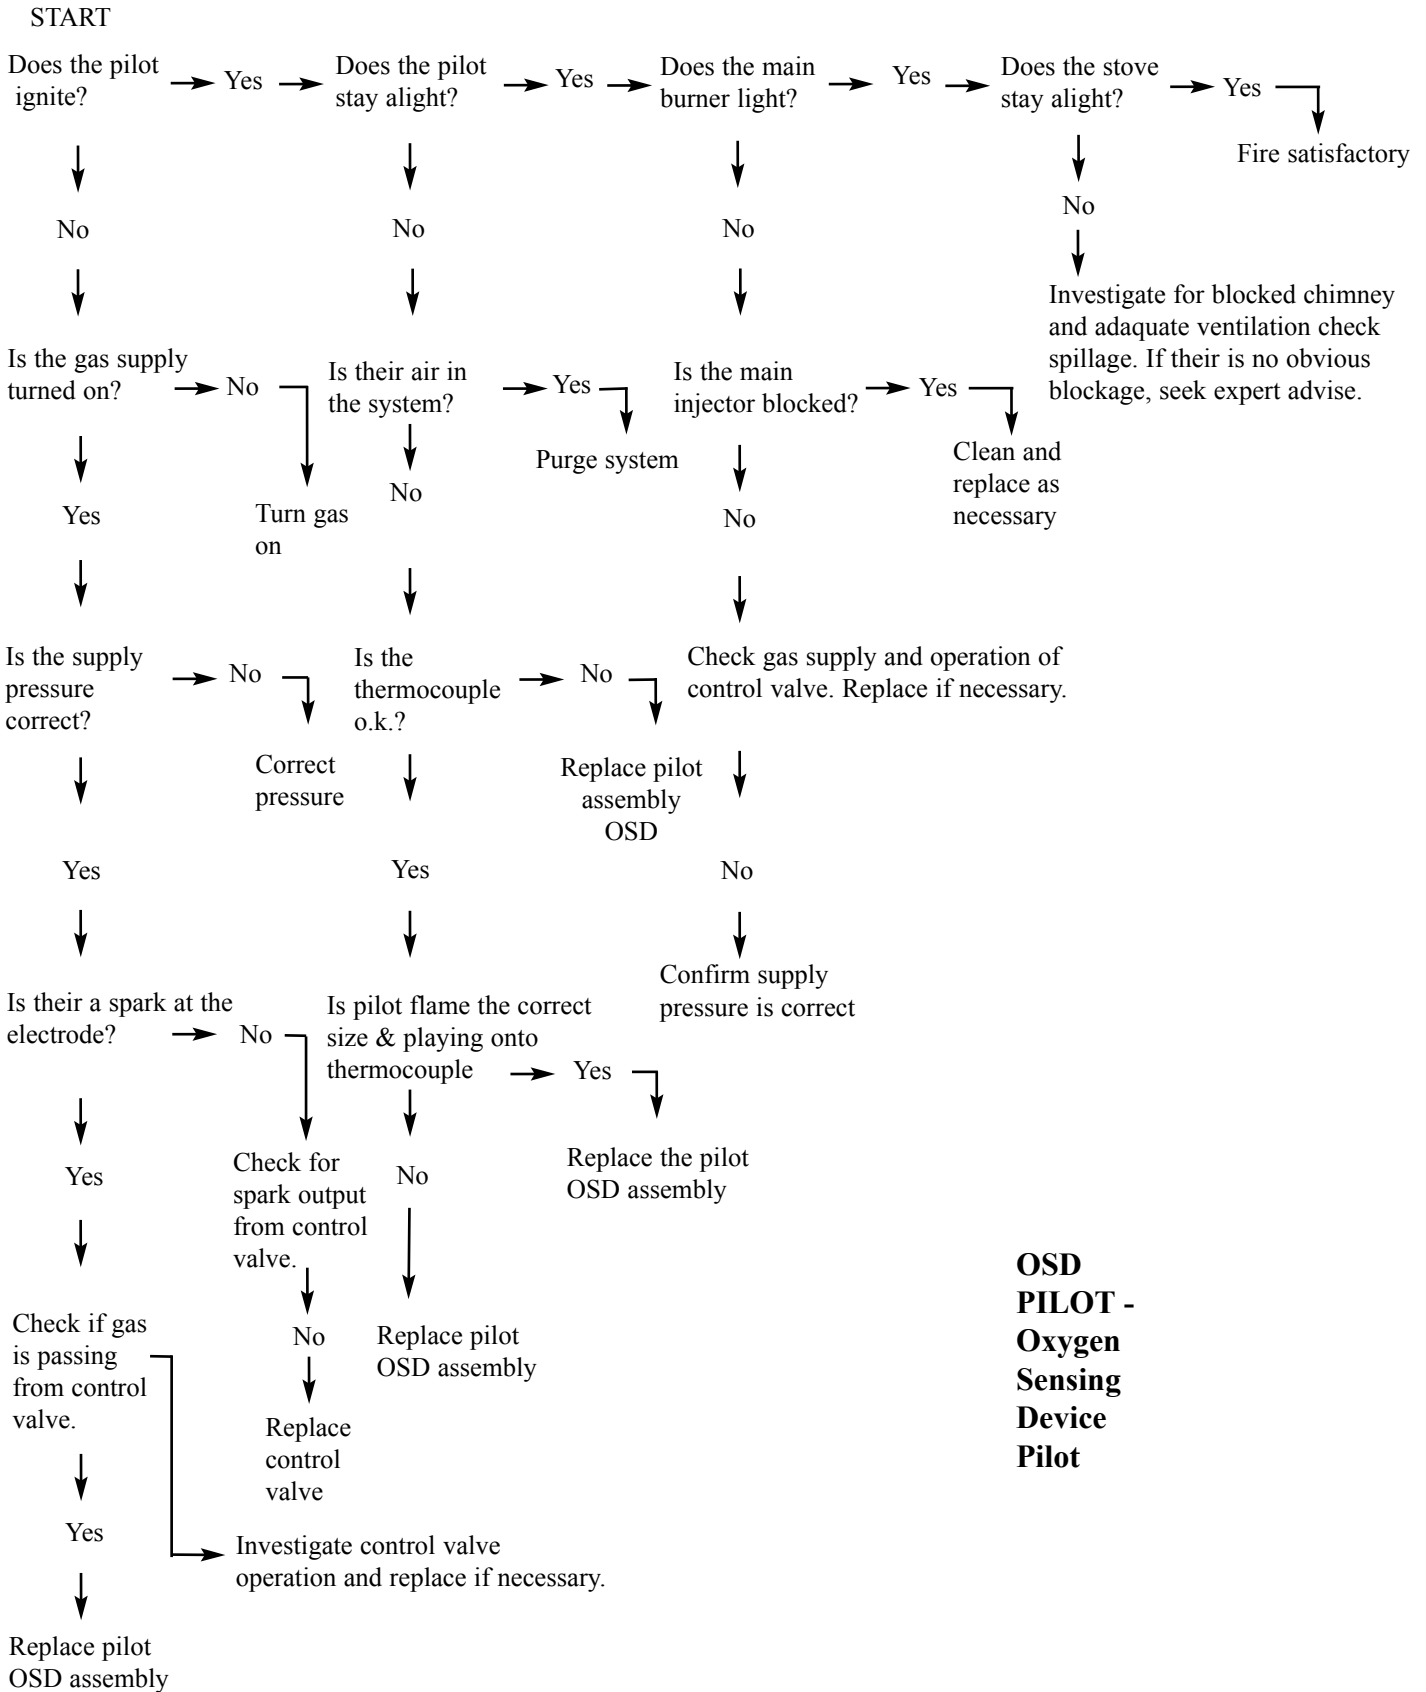 START
Does the pilot
ignite?
Yes
Does the pilot
stay alight?
Yes
Does the main
burner light?
Yes
Does the stove
stay alight?
Yes
Fire satisfactory
No
No
No
No
Investigate for blocked chimney
and adaquate ventilation check
spillage. If their is no obvious
blockage, seek expert advise.
Is the gas supply
turned on?
No
Turn gas
on
Is their air in
the system?
Yes
Purge system
Is the main
injector blocked?
Yes
Clean and
replace as
necessary
Yes
No
No
Is the supply
pressure
correct?
No
Correct
pressure
Is the
thermocouple
o.k.?
No
Replace pilot
assembly
OSD
Check gas supply and operation of
control valve. Replace if necessary.
Yes
Yes
No
Confirm supply
pressure is correct
Is their a spark at the
electrode?
No
Is pilot flame the correct
size & playing onto
thermocouple
Yes
Replace the pilot
OSD assembly
Yes
Check for
spark output
from control
valve.
No
No
Replace pilot
OSD assembly
Replace
control
valve
Check if gas
is passing
from control
valve.
Yes
Investigate control valve
operation and replace if necessary.
Replace pilot
OSD assembly
OSD
PILOT -
Oxygen
Sensing
Device
Pilot